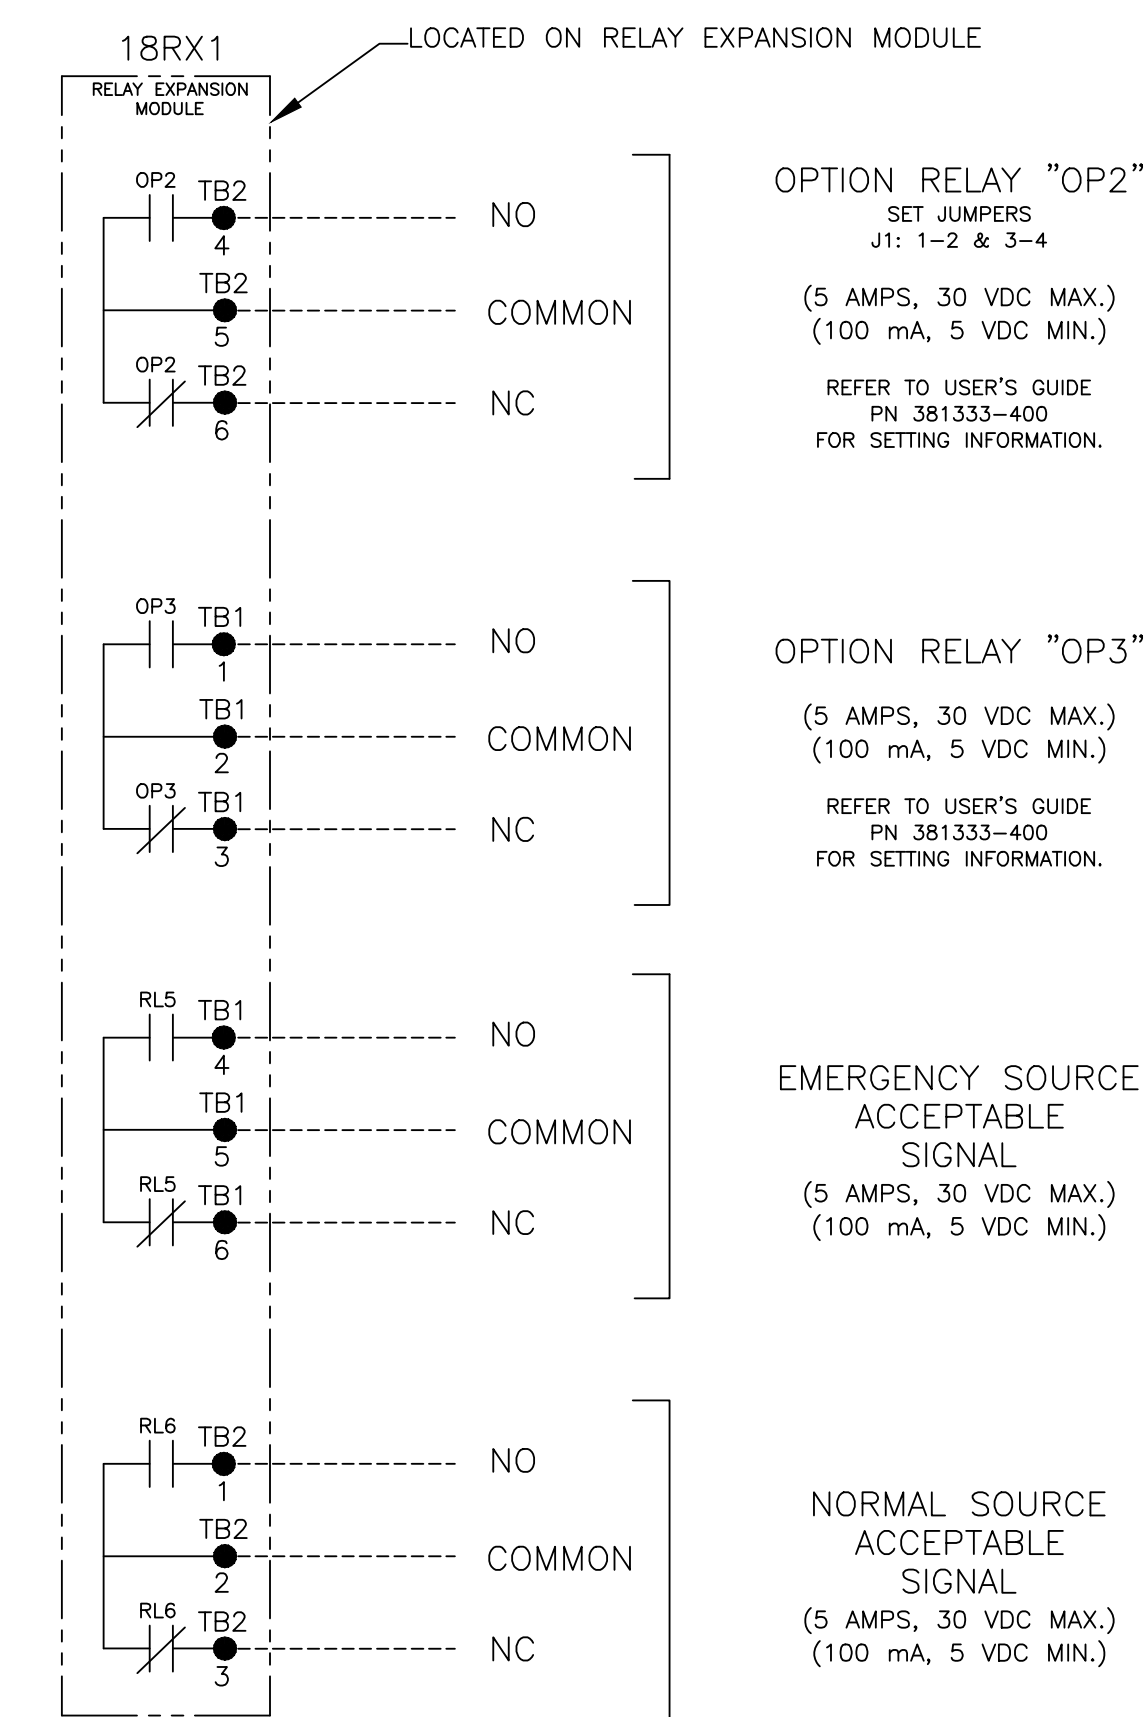 18RX1
LOCATED ON RELAY EXPANSION MODULE
RELAY EXPANSION
MODULE
OP2 TB2
4
NO
TB2
5
COMMON
OP2 TB2
6
NC
OPTION RELAY "OP2"
SET JUMPERS
J1: 1-2 & 3-4
(5 AMPS, 30 VDC MAX.)
(100 mA, 5 VDC MIN.)
REFER TO USER'S GUIDE
PN 381333-400
FOR SETTING INFORMATION.
OP3 TB1
1
NO
TB1
2
COMMON
OP3 TB1
3
NC
OPTION RELAY "OP3"
(5 AMPS, 30 VDC MAX.)
(100 mA, 5 VDC MIN.)
REFER TO USER'S GUIDE
PN 381333-400
FOR SETTING INFORMATION.
RL5 TB1
4
NO
TB1
5
COMMON
RL5 TB1
6
NC
EMERGENCY SOURCE
ACCEPTABLE
SIGNAL
(5 AMPS, 30 VDC MAX.)
(100 mA, 5 VDC MIN.)
RL6 TB2
1
NO
TB2
2
COMMON
RL6 TB2
3
NC
NORMAL SOURCE
ACCEPTABLE
SIGNAL
(5 AMPS, 30 VDC MAX.)
(100 mA, 5 VDC MIN.)